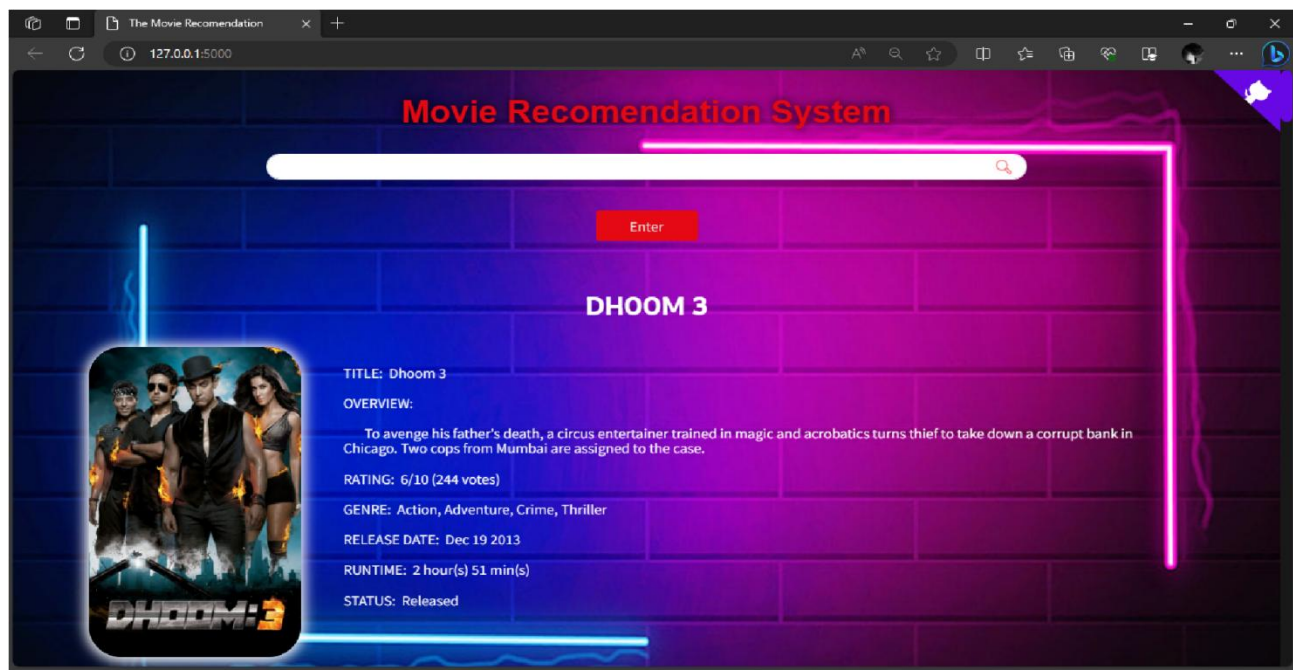 The Movie Recomendation
127.0.0.1:5000
Movie Recomendation System
Enter
DHOOM 3
TITLE: Dhoom 3
OVERVIEW:
To avenge his father's death, a circus entertainer trained in magic and acrobatics turns thief to take down a corrupt bank in
Chicago. Two cops from Mumbai are assigned to the case.
RATING: 6/10 (244 votes)
GENRE: Action, Adventure, Crime, Thriller
RELEASE DATE: Dec 19 2013
RUNTIME: 2 hour(s) 51 min(s)
STATUS: Released
DHOOM:3